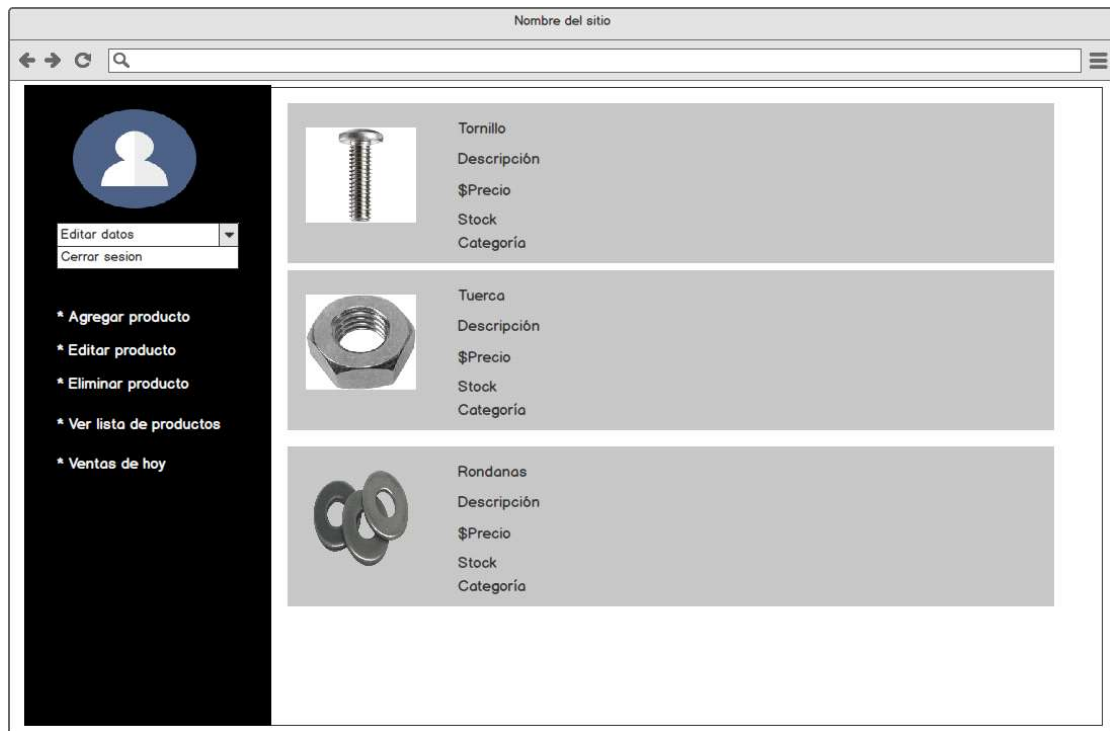 Nombre del sitio
Editar datos
Cerrar sesion
* Agregar producto
* Editar producto
* Eliminar producto
* Ver lista de productos
* Ventas de hoy
Tornillo
Descripción
$Precio
Stock
Categoría
Tuerca
Descripción
$Precio
Stock
Categoría
Rondanas
Descripción
$Precio
Stock
Categoría